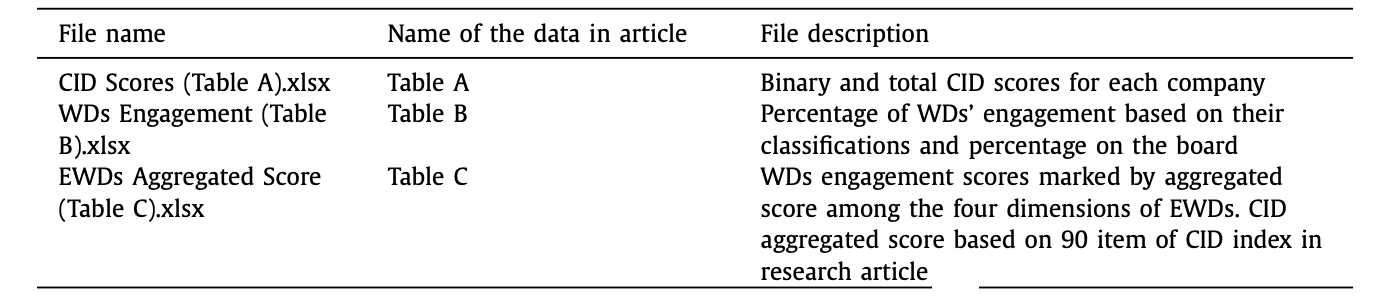 File name Name of the data in article File description
CID Scores (Table A).xlsx Table A Binary and total CID scores for each company
WDs Engagement (Table Table B Percentage of WDs’ engagement based on their
B).xlsx classifications and percentage on the board
EWDs Aggregated Score Table C WDs engagement scores marked by aggregated
(Table C).xlsx score among the four dimensions of EWDs. CID
aggregated score based on 90 item of CID index in
research article